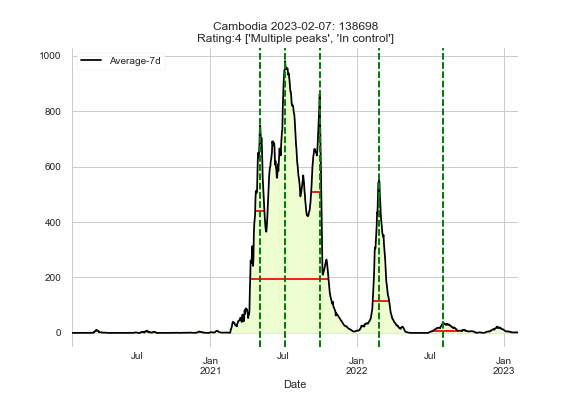 Cambodia 2023-02-07: 138698
Rating:4 ['Multiple peaks', 'In control']
Average-7d
1000
800
600
400
200
0
Jul
Jan
2021
Jul
Jan
2022
Jul
Jan
2023
Date